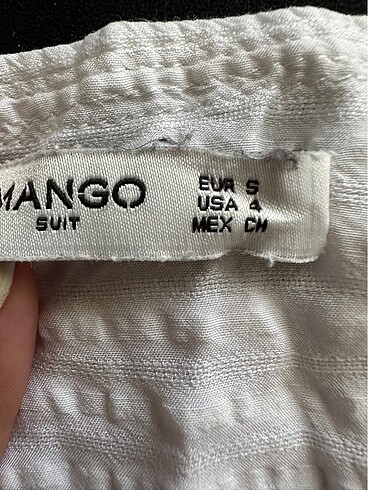 MANGO
SUIT
EUR S
USA 4
MEX CH